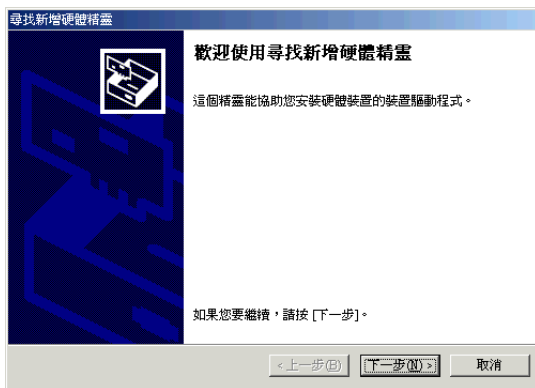 尋找新增硬體精靈
歡迎使用尋找新增硬體精靈
這個精靈能協助您安裝硬體裝置的裝置驅動程式。
如果您要繼續，請按 [下一步]。
<上一步(B) 下一步(N)> 取消